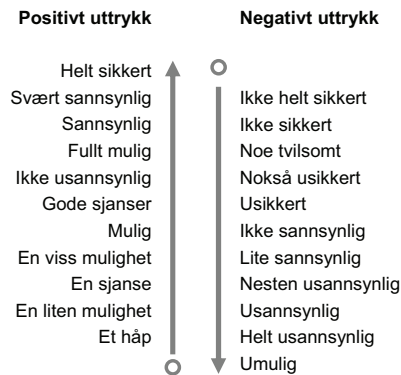 Positivt uttrykk
Helt sikkert
Svært sannsynlig
Sannsynlig
Fullt mulig
Ikke usannsynlig
Gode sjanser
Mulig
En viss mulighet
En sjanse
En liten mulighet
Et håp
Negativt uttrykk
Ikke helt sikkert
Ikke sikkert
Noe tvilsomt
Nokså usikkert
Usikkert
Ikke sannsynlig
Lite sannsynlig
Nesten usannsynlig
Usannsynlig
Helt usannsynlig
Umulig